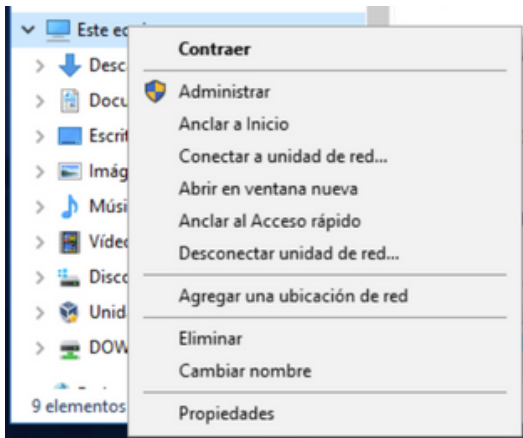 Este
Contraer
Administrar
Anclar a Inicio
Conectar a unidad de red...
Abrir en ventana nueva
Anclar al Acceso rápido
Desconectar unidad de red...
Agregar una ubicación de red
Eliminar
Cambiar nombre
Propiedades
Desc
Docu
Escrit
Imág
Músi
Víde
Disco
Unid
DOW
9 elementos